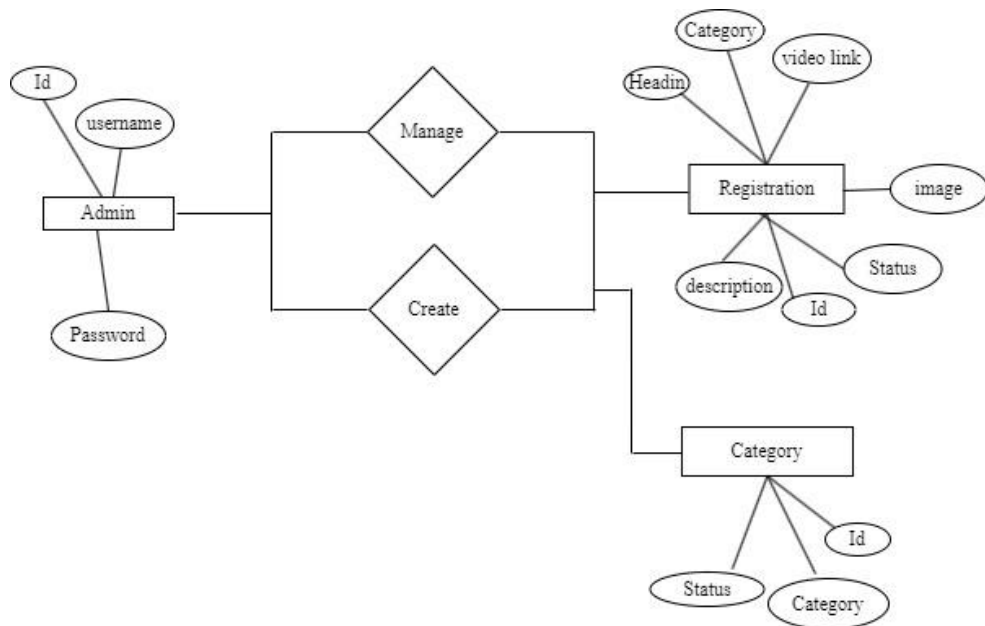 Category
video link
Id
Headin
username
Manage
Registration
image
Admin
Status
description
Create
Id
Password
Category
Id
Status
Category